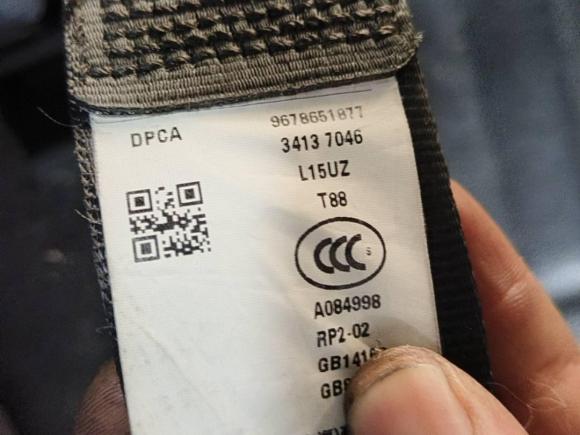 DPCA
9678651877
3413 7046
L15UZ
T88
CCC S
A084998
RP2-02